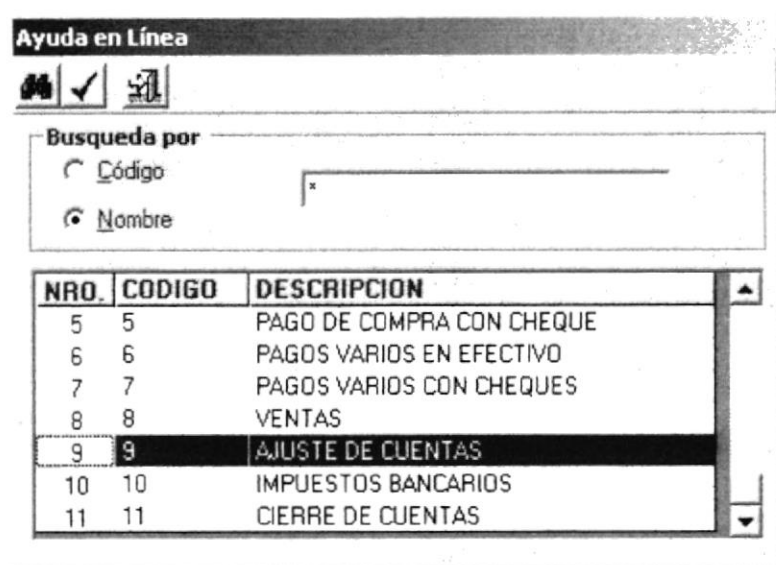 Ayuda en Línea
Busqueda por
Código
*
Nombre
NRO. CODIGO DESCRIPCION
5 5 PAGO DE COMPRA CON CHEQUE
6 6 PAGOS VARIOS EN EFECTIVO
7 7 PAGOS VARIOS CON CHEQUES
8 8 VENTAS
9 9 AJUSTE DE CUENTAS
10 10 IMPUESTOS BANCARIOS
11 11 CIERRE DE CUENTAS